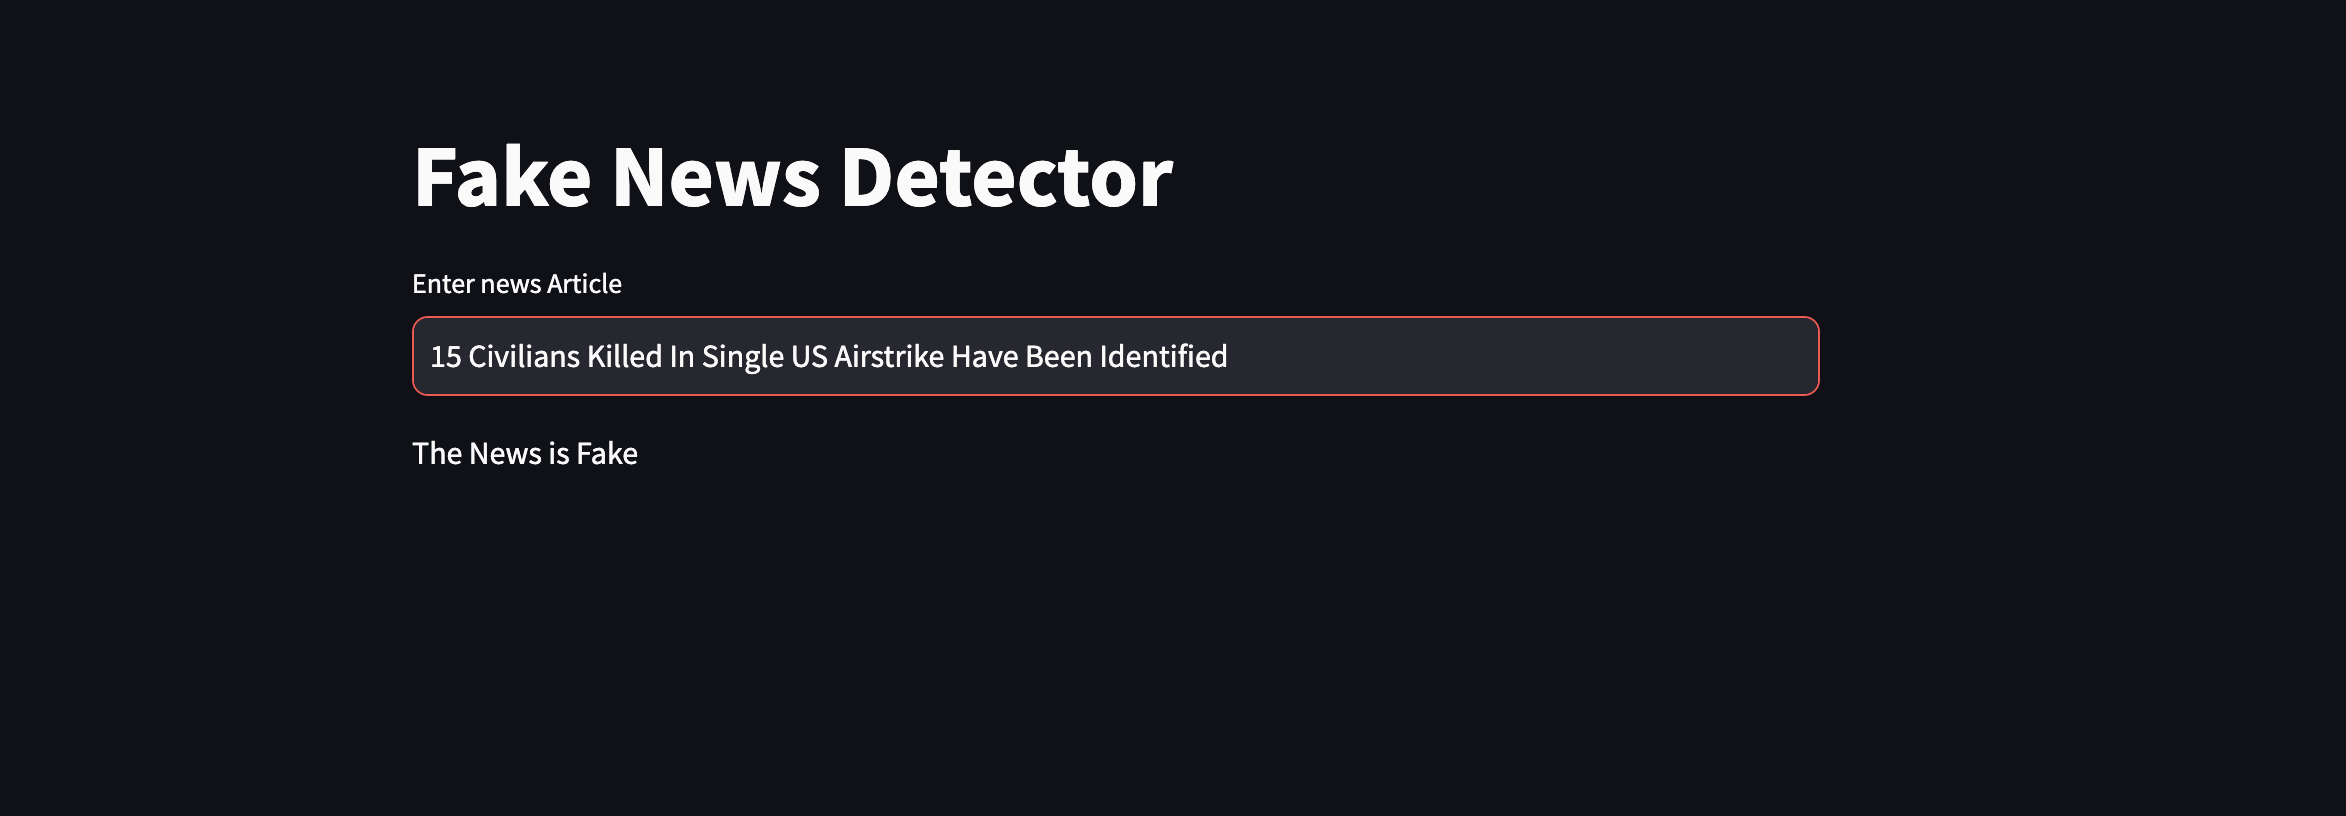 Fake News Detector
Enter news Article
15 Civilians Killed In Single US Airstrike Have Been Identified
The News is Fake